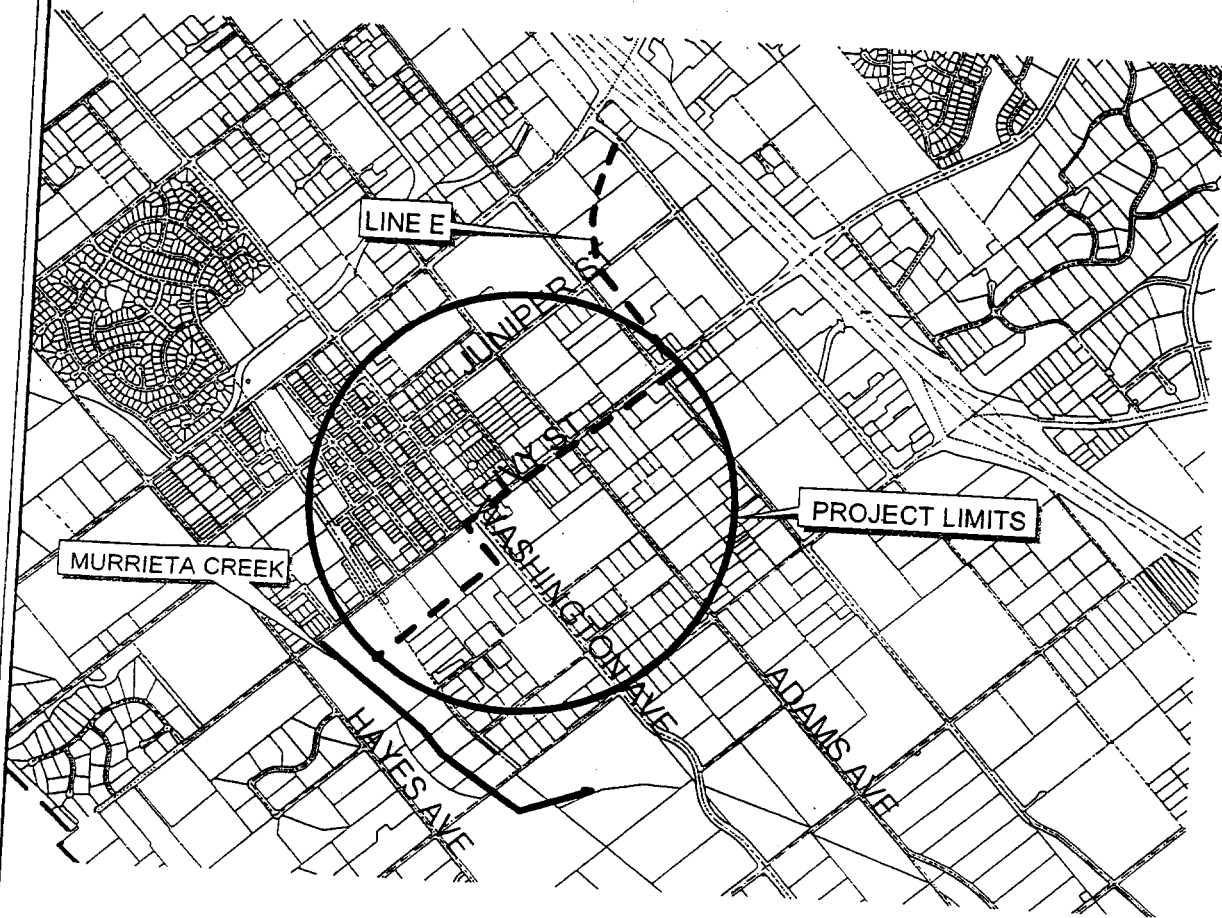 LINE E
JUNIPER ST
IVY ST
PROJECT LIMITS
MURRIETA CREEK
WASHINGTON AVE
ADAMS AVE
HAYES AVE